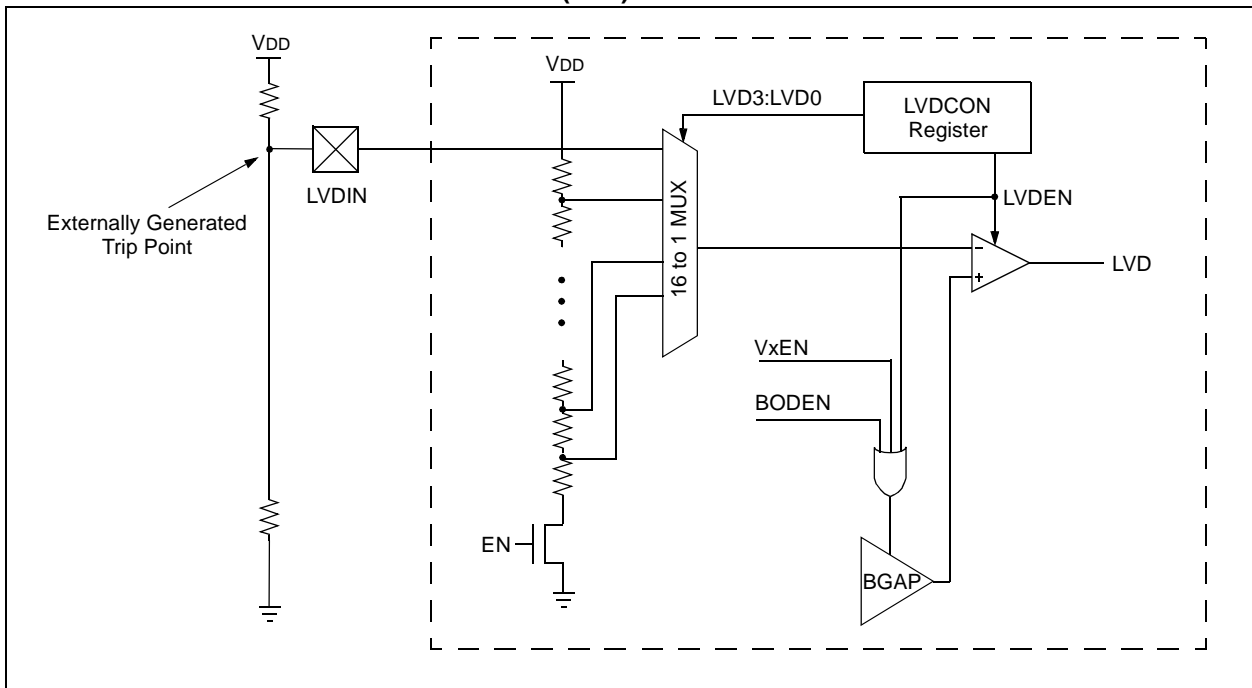 VDD
VDD
LVD3:LVD0
LVDCON
Register
LVDIN
16 to 1 MUX
LVDEN
Externally Generated
Trip Point
–
+
LVD
VxEN
BODEN
EN
BGAP